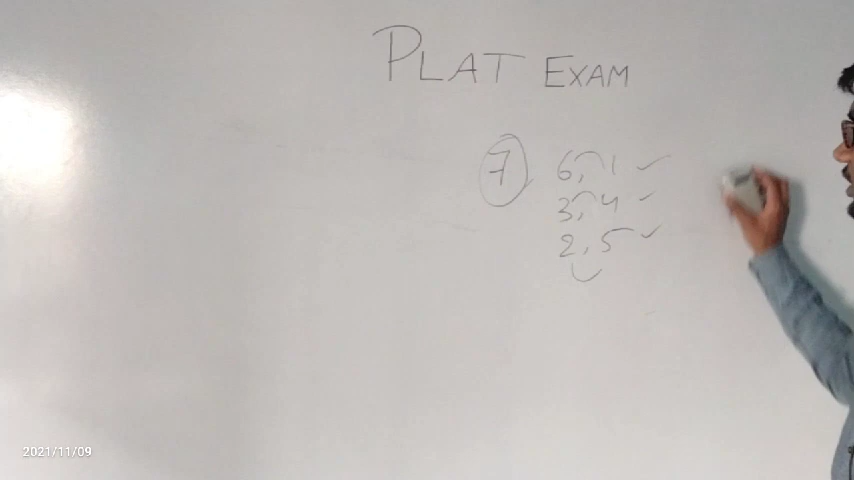 PLAT EXAM
7 6, 1 ✓
3, 4 ✓
2, 5 ✓
2021/11/09